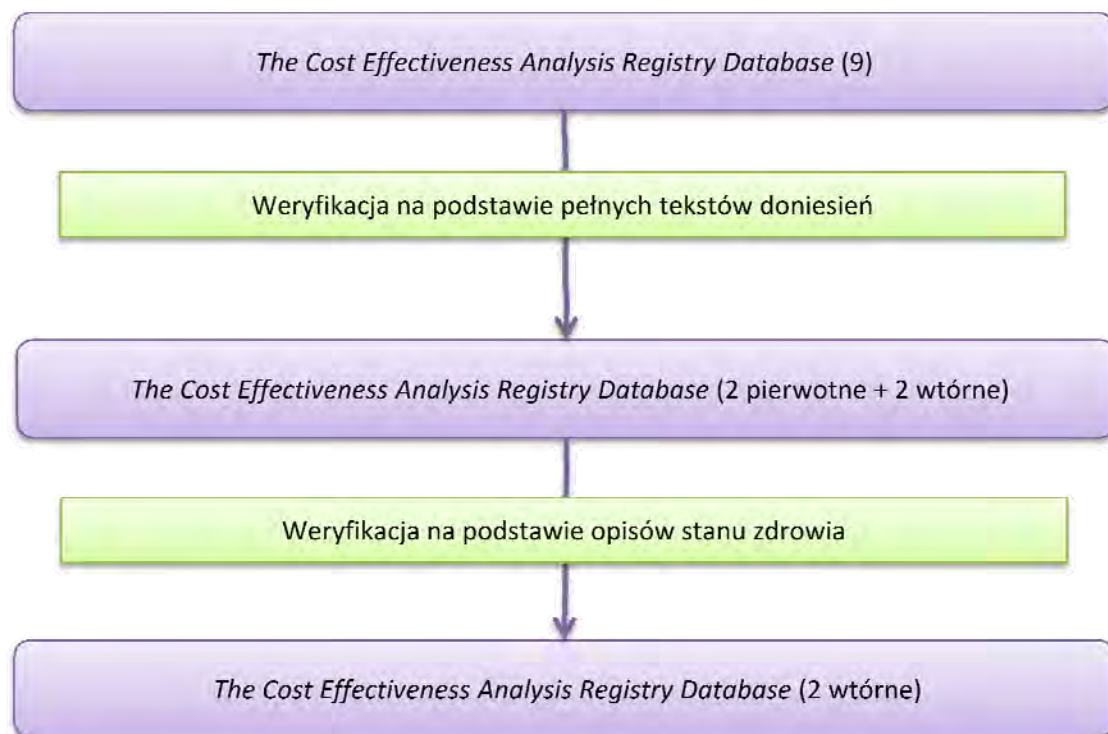 The Cost Effectiveness Analysis Registry Database (9)
Weryfikacja na podstawie pełnych tekstów doniesień
The Cost Effectiveness Analysis Registry Database (2 pierwotne + 2 wtórne)
Weryfikacja na podstawie opisów stanu zdrowia
The Cost Effectiveness Analysis Registry Database (2 wtórne)